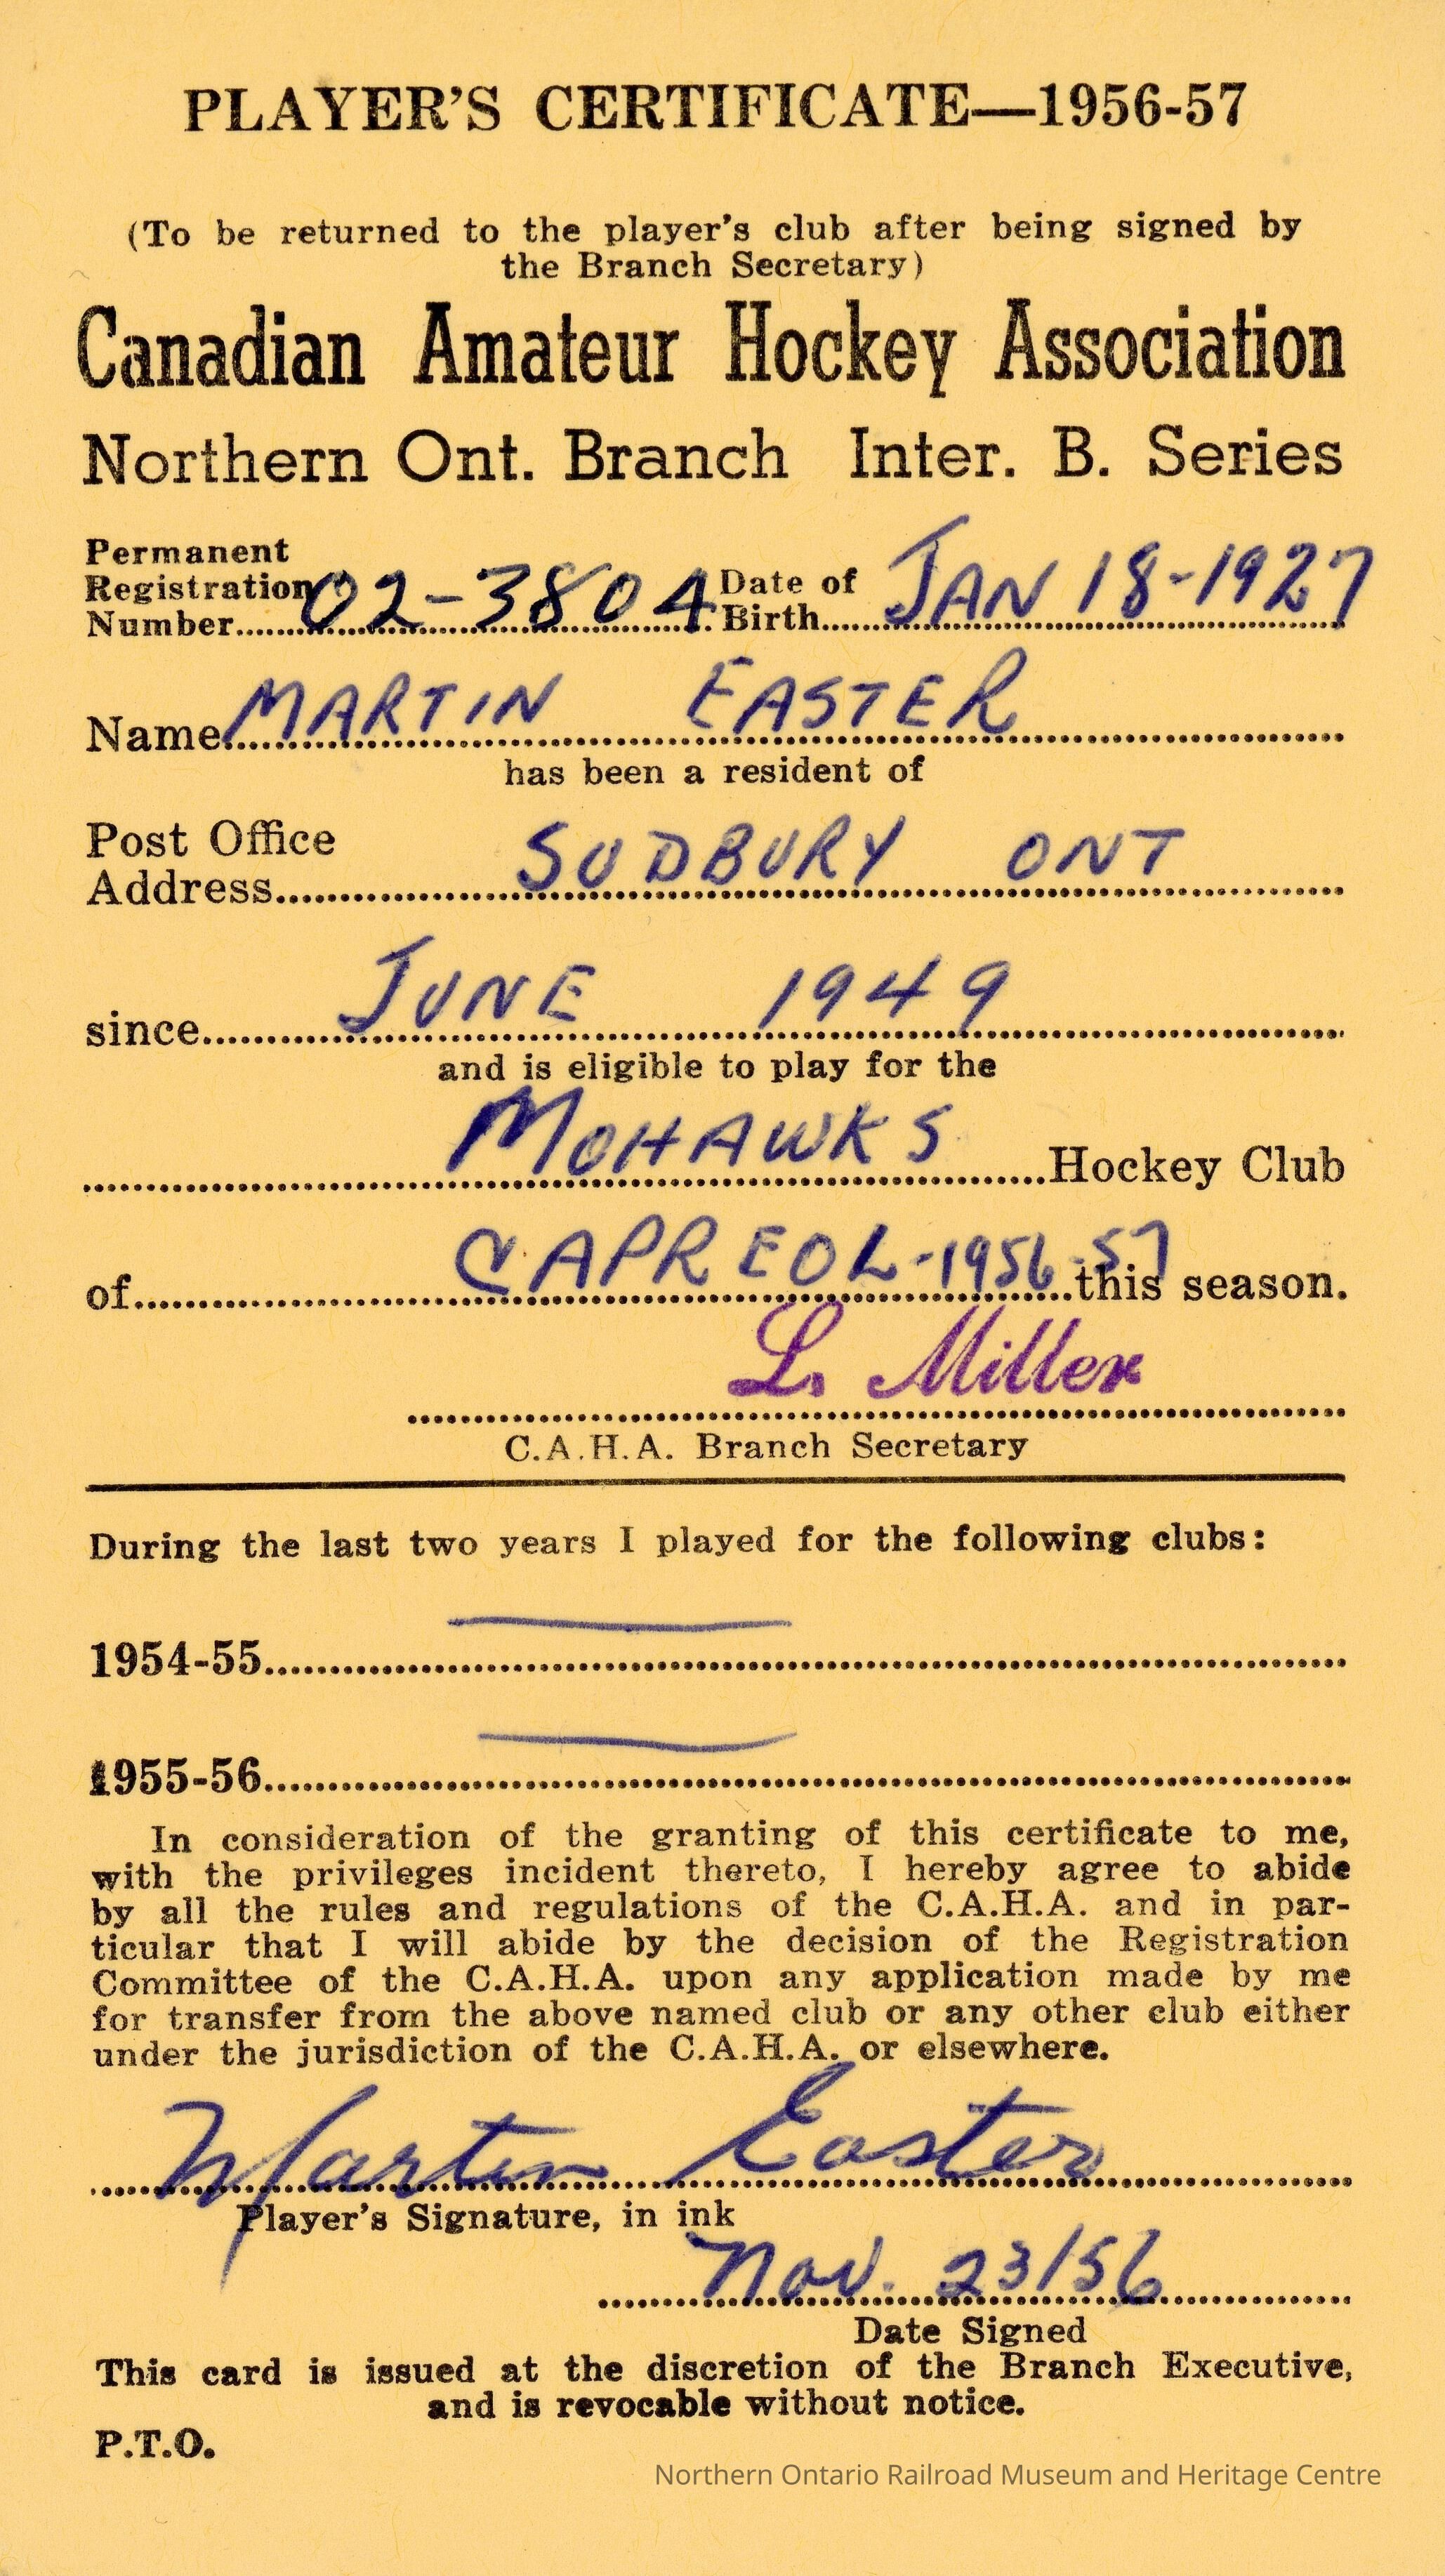 PLAYER'S CERTIFICATE—1956-57
(To be returned to the player's club after being signed by
the Branch Secretary)
Canadian Amateur Hockey Association
Northern Ont. Branch Inter. B. Series
Permanent
Registration
Number 02-3804 Date of Birth JAN 18-1927
Name MARTIN EASTER
has been a resident of
Post Office
Address SUDBURY ONT
since JUNE 1949
and is eligible to play for the
MOHAWKS Hockey Club
of CAPREOL-1956-57 this season.
L. Miller
C.A.H.A. Branch Secretary
During the last two years I played for the following clubs:
1954-55 —
1955-56 —
In consideration of the granting of this certificate to me,
with the privileges incident thereto, I hereby agree to abide
by all the rules and regulations of the C.A.H.A. and in par-
ticular that I will abide by the decision of the Registration
Committee of the C.A.H.A. upon any application made by me
for transfer from the above named club or any other club either
under the jurisdiction of the C.A.H.A. or elsewhere.
Martin Easter
Player's Signature, in ink
Nov. 23/56
Date Signed
This card is issued at the discretion of the Branch Executive,
and is revocable without notice.
P.T.O.
Northern Ontario Railroad Museum and Heritage Centre